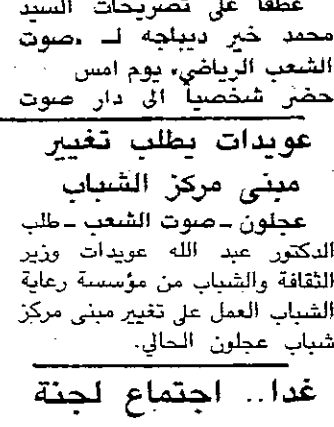 عطفا على تصريحات السيد
محمد خير ديباجه لـ «صوت
الشعب الرياضي» يوم امس
حضر شخصياً الى دار صوت
عويدات يطلب تغيير
مبنى مركز الشباب
عجلون ـ صوت الشعب ـ طلب
الدكتور عبد الله عويدات وزير
الثقافة والشباب من مؤسسة رعاية
الشباب العمل على تغيير مبنى مركز
شباب عجلون الحالي.
غدا.. اجتماع لجنة